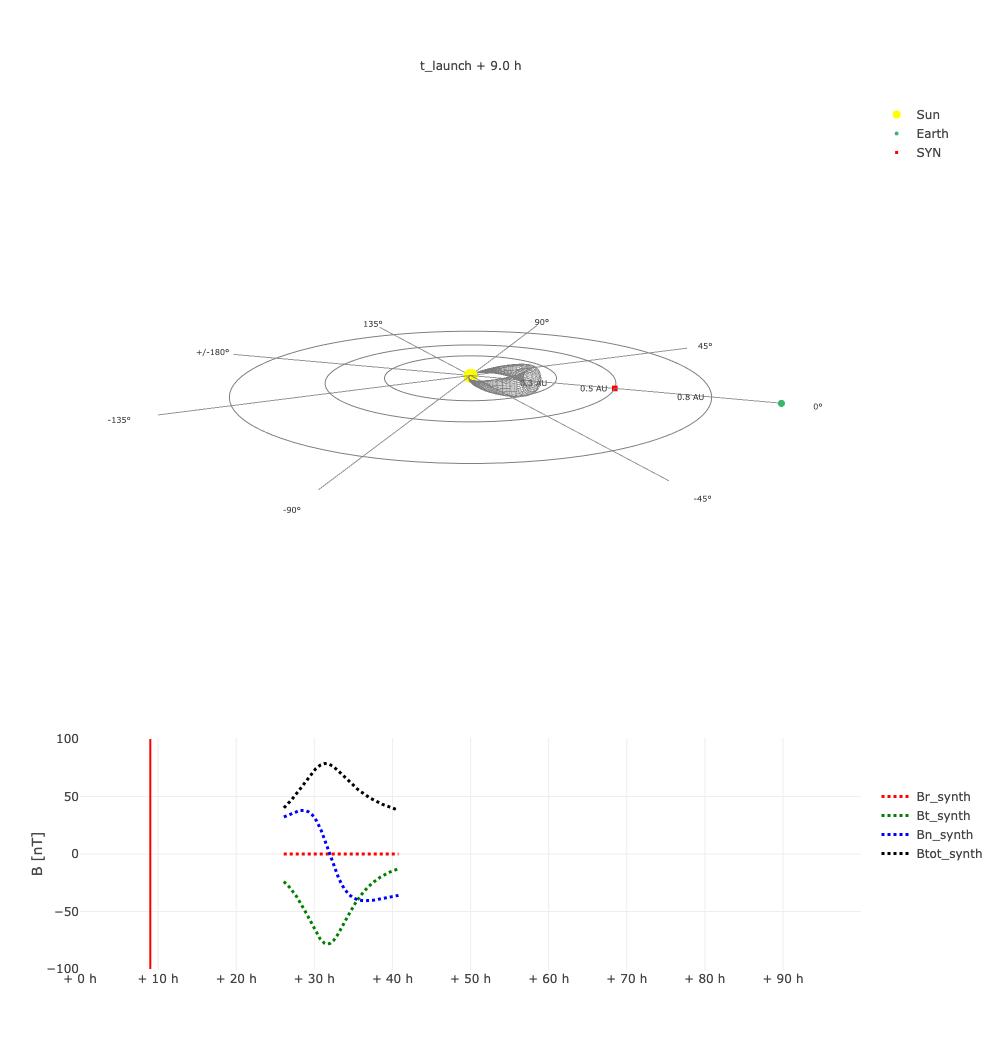 t_launch + 9.0 h
Sun
Earth
SYN
135°
90°
+/-180°
45°
0.3 AU
0.5 AU
0.8 AU
0°
-135°
-45°
-90°
100
50
0
−50
−100
B [nT]
+ 0 h
+ 10 h
+ 20 h
+ 30 h
+ 40 h
+ 50 h
+ 60 h
+ 70 h
+ 80 h
+ 90 h
Br_synth
Bt_synth
Bn_synth
Btot_synth